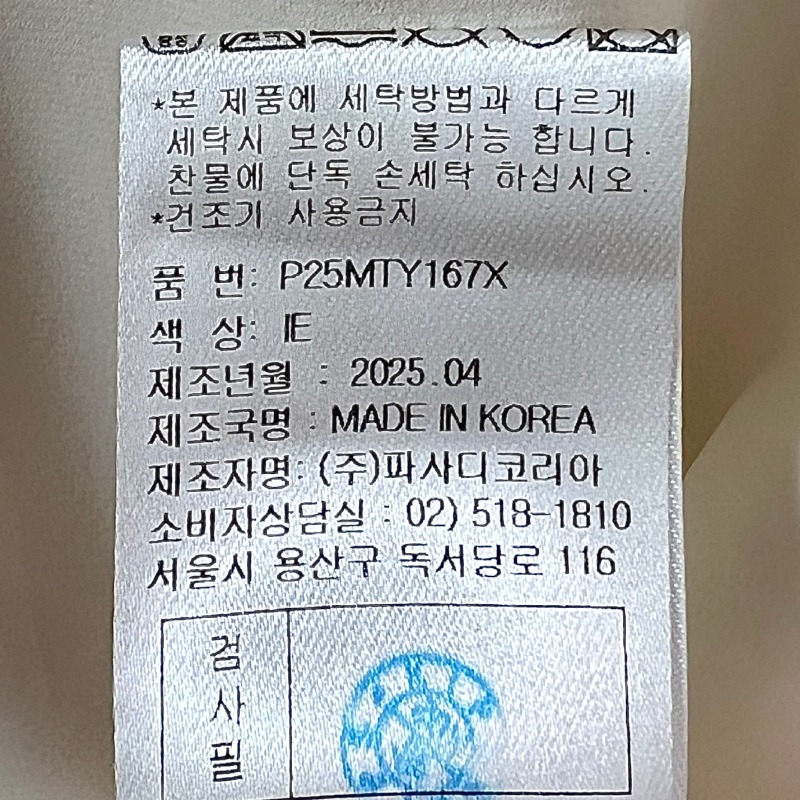 *본 제품에 세탁방법과 다르게
세탁시 보상이 불가능 합니다.
찬물에 단독 손세탁 하십시오.
*건조기 사용금지
품 번: P25MTY167X
색 상: IE
제조년월 : 2025.04
제조국명 : MADE IN KOREA
제조자명: (주)파사디코리아
소비자상담실 : 02) 518-1810
서울시 용산구 독서당로 116
검
사
필